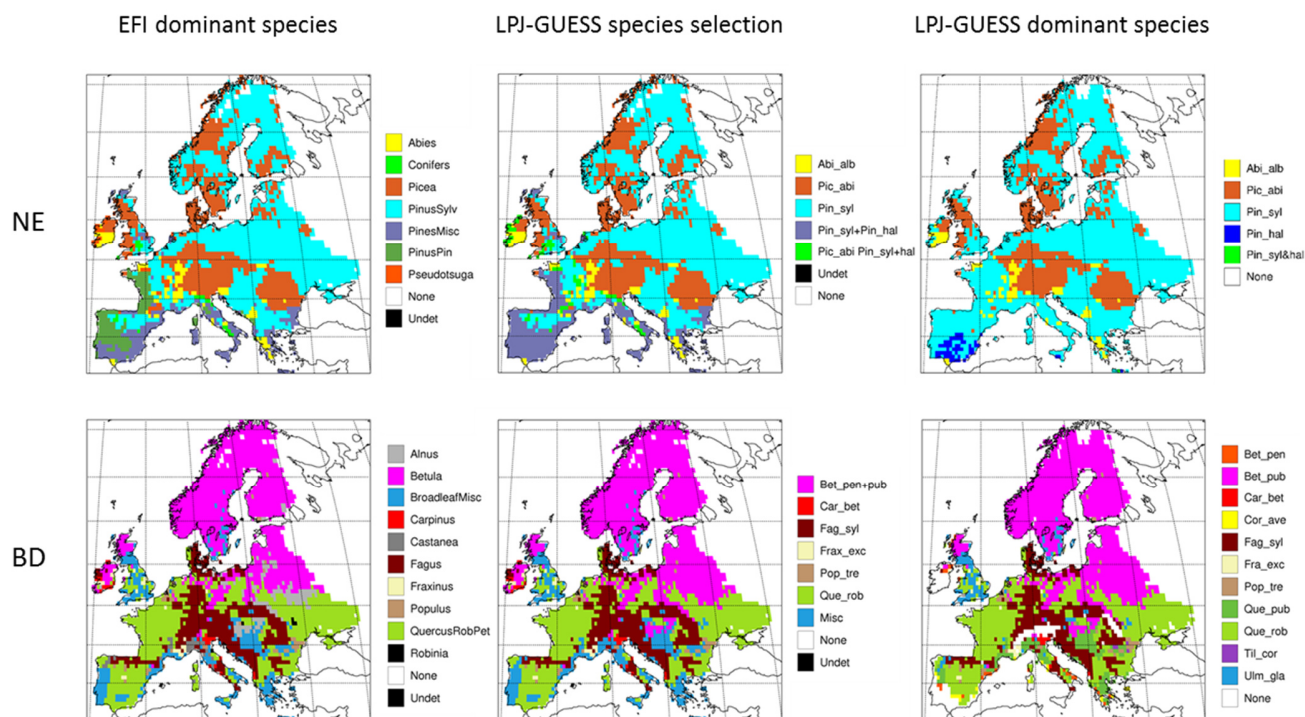 EFI dominant species
LPJ-GUESS species selection
LPJ-GUESS dominant species
NE
Abies
Conifers
Picea
PinusSylv
PinesMisc
PinusPin
Pseudotsuga
None
Undet
Abi_alb
Pic_abi
Pin_syl
Pin_syl+Pin_hal
Pic_abi Pin_syl+hal
Undet
None
Abi_alb
Pic_abi
Pin_syl
Pin_hal
Pin_syl&hal
None
BD
Alnus
Betula
BroadleafMisc
Carpinus
Castanea
Fagus
Fraxinus
Populus
QuercusRobPet
Robinia
None
Undet
Bet_pen+pub
Car_bet
Fag_syl
Frax_exc
Pop_tre
Que_rob
Misc
None
Undet
Bet_pen
Bet_pub
Car_bet
Cor_ave
Fag_syl
Fra_exc
Pop_tre
Que_pub
Que_rob
Til_cor
Ulm_gla
None